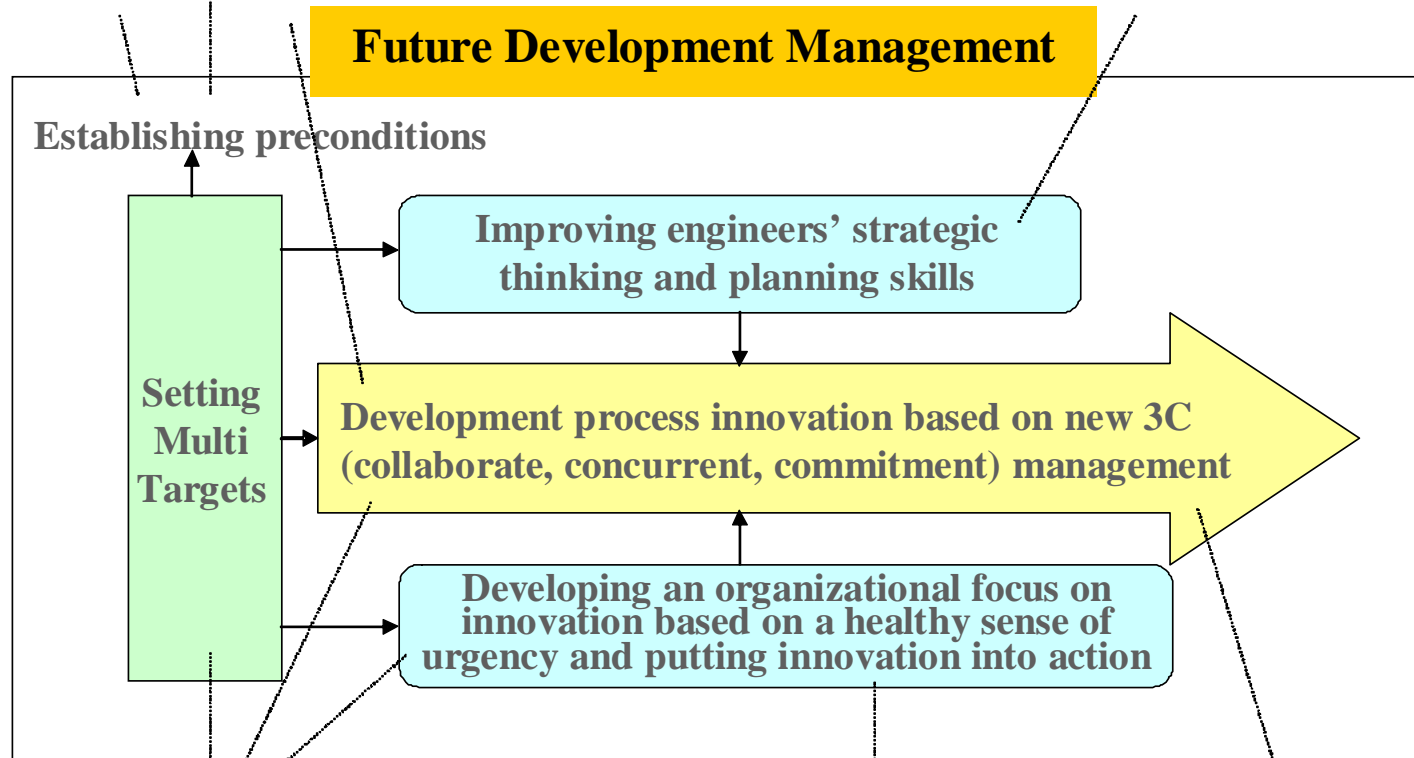 Future Development Management
Establishing preconditions
Improving engineers’ strategic
thinking and planning skills
Setting
Multi
Targets
Development process innovation based on new 3C
(collaborate, concurrent, commitment) management
Developing an organizational focus on
innovation based on a healthy sense of
urgency and putting innovation into action